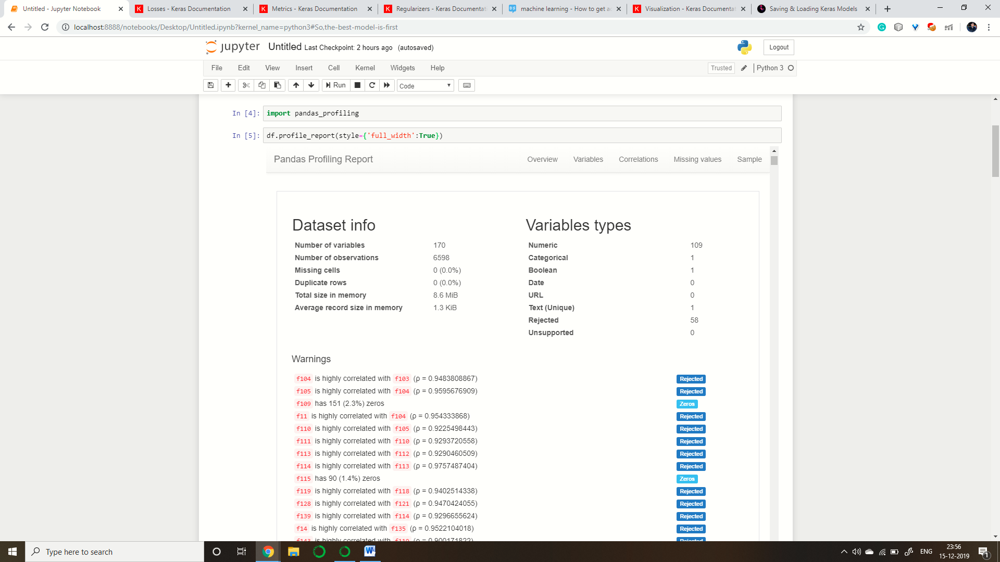 Untitled - Jupyter Notebook
Losses - Keras Documentation
Metrics - Keras Documentation
Regularizers - Keras Documentat
machine learning - How to get a
Visualization - Keras Documentat
Saving & Loading Keras Models
localhost:8888/notebooks/Desktop/Untitled.ipynb?kernel_name=python3#So,the-best-model-is-first
jupyter Untitled Last Checkpoint: 2 hours ago (autosaved)
Logout
File Edit View Insert Cell Kernel Widgets Help
Trusted Python 3
Run Code
In [4]: import pandas_profiling
In [5]: df.profile_report(style={'full_width':True})
Pandas Profiling Report Overview Variables Correlations Missing values Sample
Dataset info
Number of variables 170
Number of observations 6598
Missing cells 0 (0.0%)
Duplicate rows 0 (0.0%)
Total size in memory 8.6 MiB
Average record size in memory 1.3 KiB
Variables types
Numeric 109
Categorical 1
Boolean 1
Date 0
URL 0
Text (Unique) 1
Rejected 58
Unsupported 0
Warnings
f104 is highly correlated with f103 (ρ = 0.9483808867) Rejected
f105 is highly correlated with f104 (ρ = 0.9595676909) Rejected
f109 has 151 (2.3%) zeros Zeros
f11 is highly correlated with f104 (ρ = 0.954333868) Rejected
f110 is highly correlated with f105 (ρ = 0.9225498443) Rejected
f111 is highly correlated with f110 (ρ = 0.9293720558) Rejected
f113 is highly correlated with f112 (ρ = 0.9290460509) Rejected
f114 is highly correlated with f113 (ρ = 0.9757487404) Rejected
f115 has 90 (1.4%) zeros Zeros
f119 is highly correlated with f118 (ρ = 0.9402514338) Rejected
f128 is highly correlated with f121 (ρ = 0.9470424055) Rejected
f139 is highly correlated with f114 (ρ = 0.9296655624) Rejected
f14 is highly correlated with f135 (ρ = 0.9522104018) Rejected
f143 is highly correlated with f119 (ρ = 0.900171822) Rejected
Type here to search
ENG
23:56
15-12-2019
1